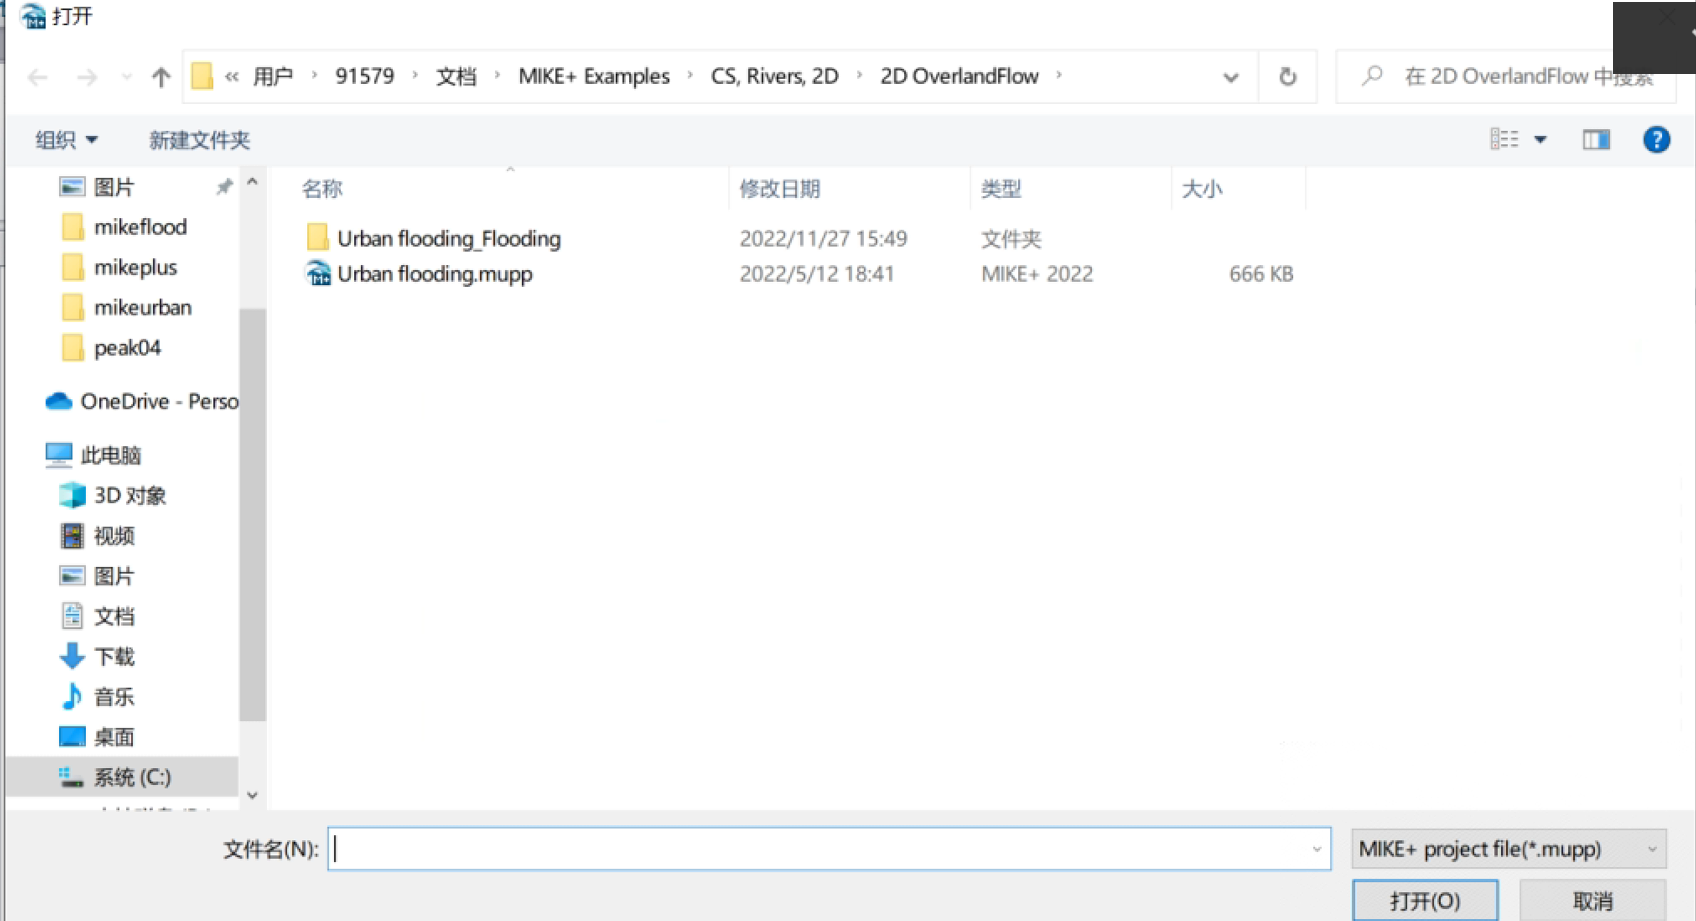 打开
« 用户 › 91579 › 文档 › MIKE+ Examples › CS, Rivers, 2D › 2D OverlandFlow ›
在 2D OverlandFlow 中搜索
组织
新建文件夹
名称 修改日期 类型 大小
Urban flooding_Flooding 2022/11/27 15:49 文件夹
Urban flooding.mupp 2022/5/12 18:41 MIKE+ 2022 666 KB
图片
mikeflood
mikeplus
mikeurban
peak04
OneDrive - Perso
此电脑
3D 对象
视频
图片
文档
下载
音乐
桌面
系统 (C:)
文件名(N):
MIKE+ project file(*.mupp)
打开(O) 取消